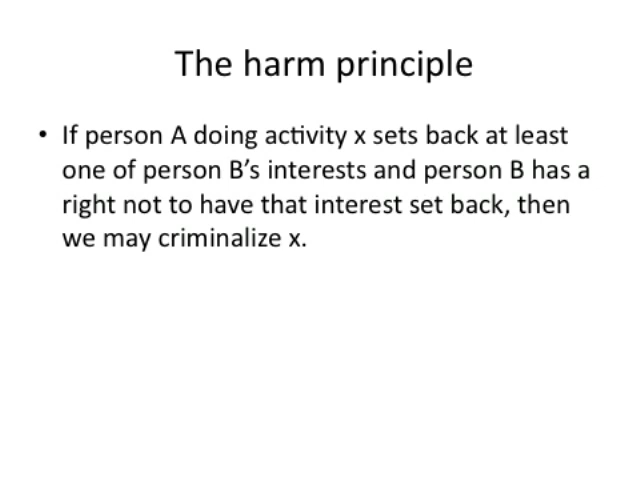 The harm principle
• If person A doing activity x sets back at least
one of person B’s interests and person B has a
right not to have that interest set back, then
we may criminalize x.